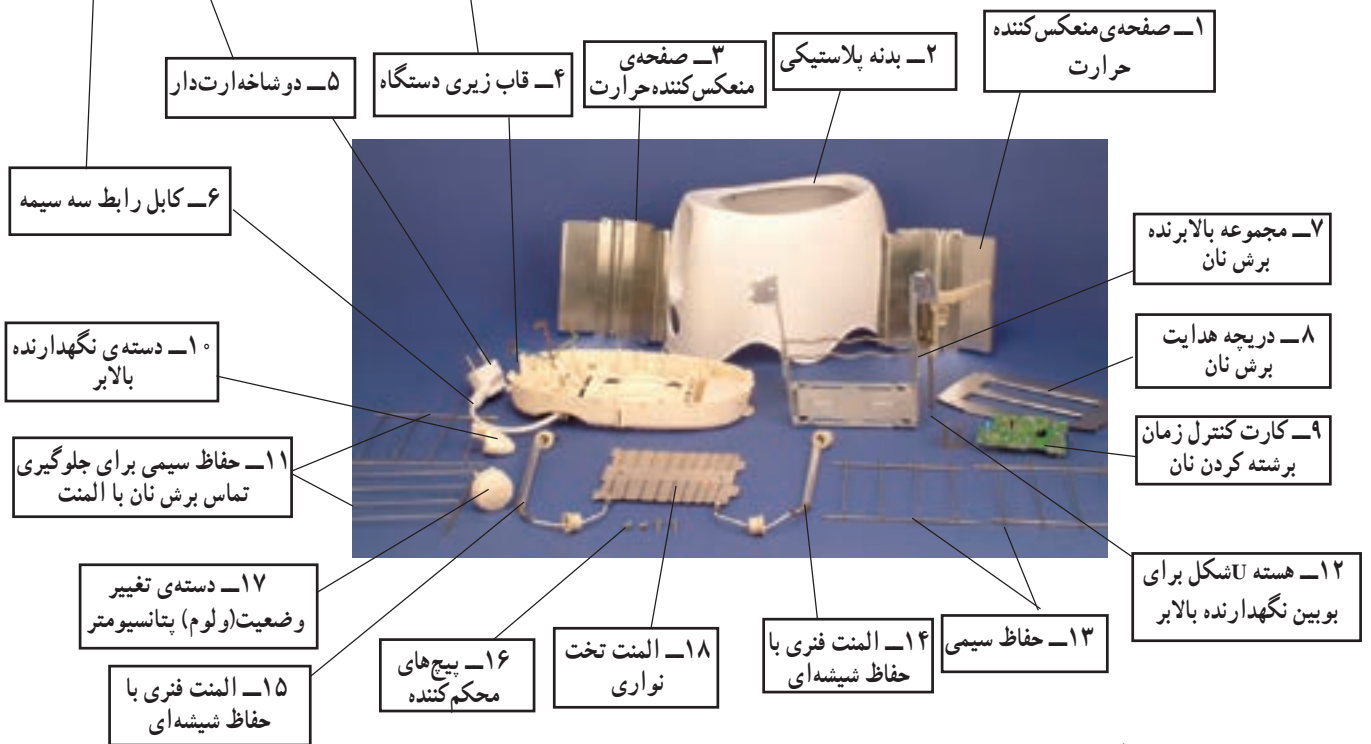 ۱ــ صفحه‌ی منعکس‌کننده
حرارت
۲ــ بدنه پلاستیکی
۳ــ صفحه‌ی
منعکس‌کننده حرارت
۴ــ قاب زیری دستگاه
۵ــ دو شاخه ارت‌دار
۶ــ کابل رابط سه سیمه
۷ــ مجموعه بالابرنده
برش نان
۸ــ دریچه هدایت
برش نان
۹ــ کارت کنترل زمان
برشته کردن نان
۱۰ــ دسته‌ی نگهدارنده
بالابر
۱۱ــ حفاظ سیمی برای جلوگیری
تماس برش نان با المنت
۱۲ــ هسته U شکل برای
بوبین نگهدارنده بالابر
۱۳ــ حفاظ سیمی
۱۴ــ المنت فنری با
حفاظ شیشه‌ای
۱۵ــ المنت فنری با
حفاظ شیشه‌ای
۱۶ــ پیچ‌های
محکم‌کننده
۱۷ــ دسته‌ی تغییر
وضعیت(ولوم) پتانسیومتر
۱۸ــ المنت تخت
نواری